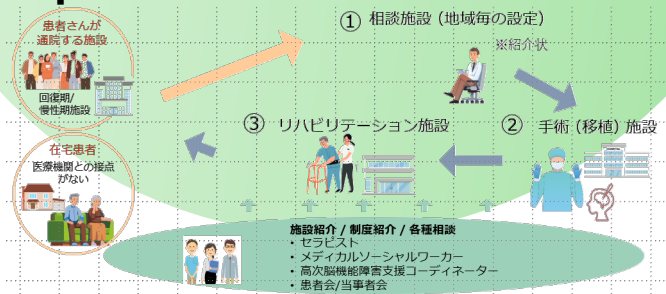 患者さんが
通院する施設
回復期/
慢性期施設
在宅患者
医療機関との接点
がない
① 相談施設（地域毎の設定）
※紹介状
② 手術（移植）施設
③ リハビリテーション施設
施設紹介 / 制度紹介 / 各種相談
• セラピスト
• メディカルソーシャルワーカー
• 高次脳機能障害支援コーディネーター
• 患者会/当事者会